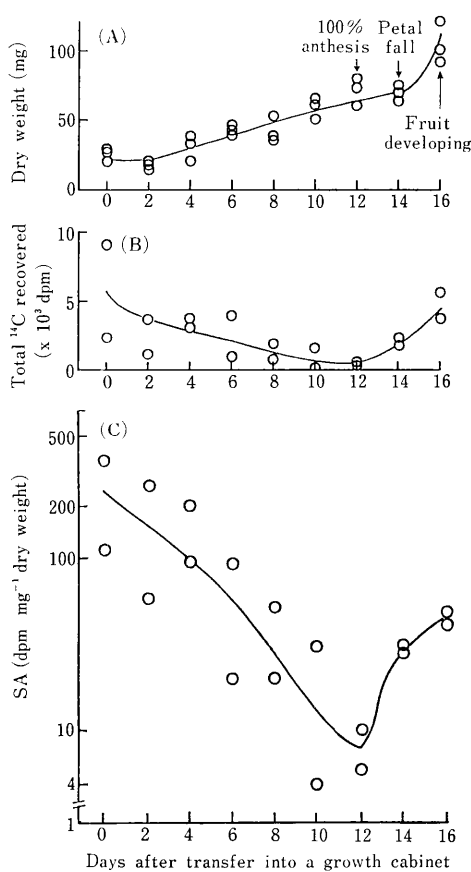 (A)
100%
anthesis
Petal
fall
Fruit
developing
Dry weight (mg)
100
50
0
0 2 4 6 8 10 12 14 16
(B)
Total ¹⁴C recovered
(x 10³ dpm)
10
5
0
0 2 4 6 8 10 12 14 16
(C)
SA (dpm mg⁻¹ dry weight)
500
200
100
10
4
1
0 2 4 6 8 10 12 14 16
Days after transfer into a growth cabinet